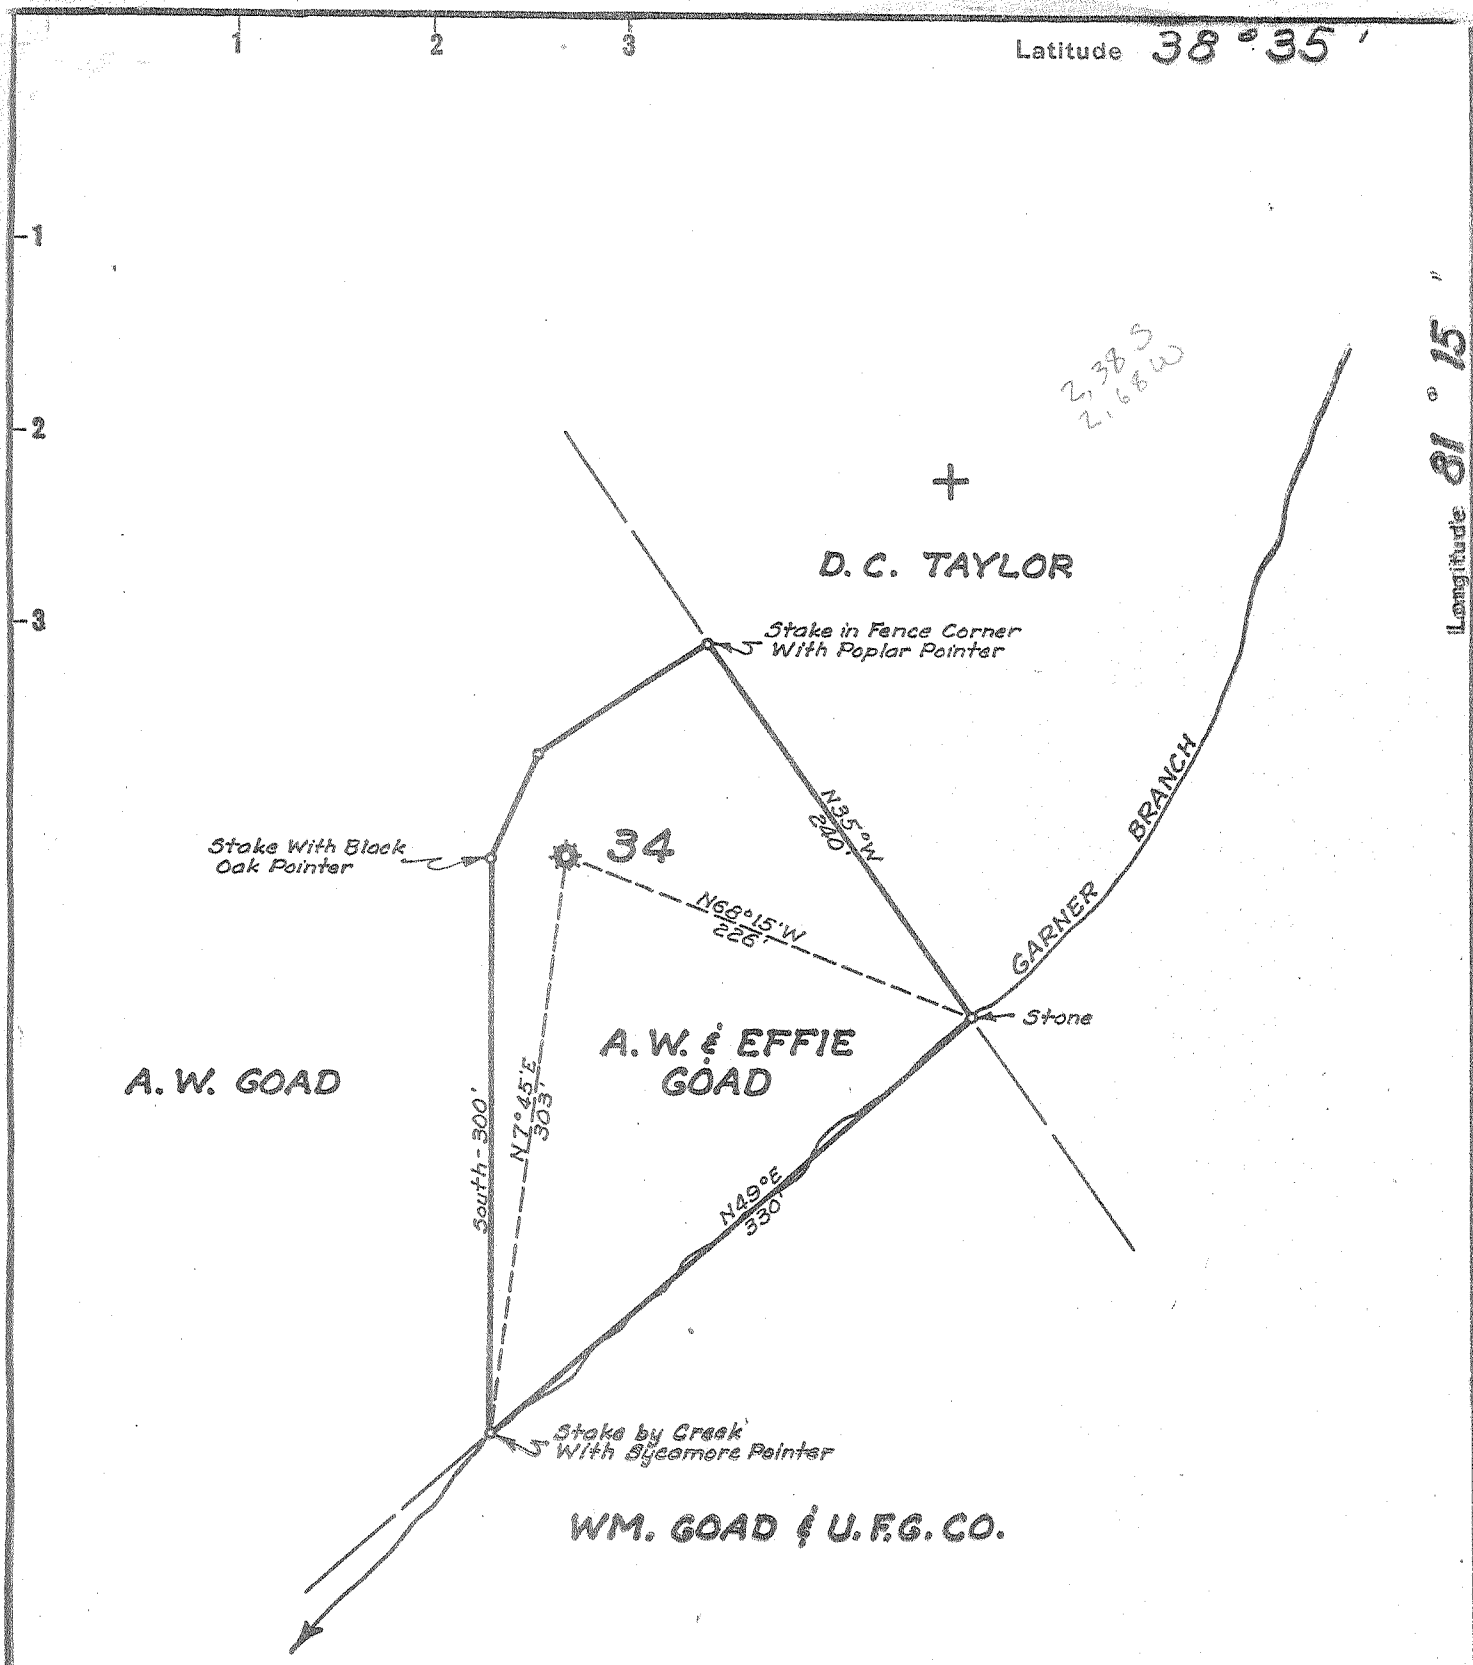 1
2
3
Latitude 38° 35'
-1
-2
-3
Longitude 81 ° 15 "
2.38 S
2.68 W
+
D.C. TAYLOR
Stake in Fence Corner
With Poplar Pointer
N35°W
240'
GARNER BRANCH
Stake With Black
Oak Pointer
34
N68°15'W
226'
Stone
A.W. & EFFIE
GOAD
A.W. GOAD
South-300'
N7°45'E
303'
N49°E
330'
Stake by Creek
With Sycamore Pointer
WM. GOAD & U.F.G. CO.